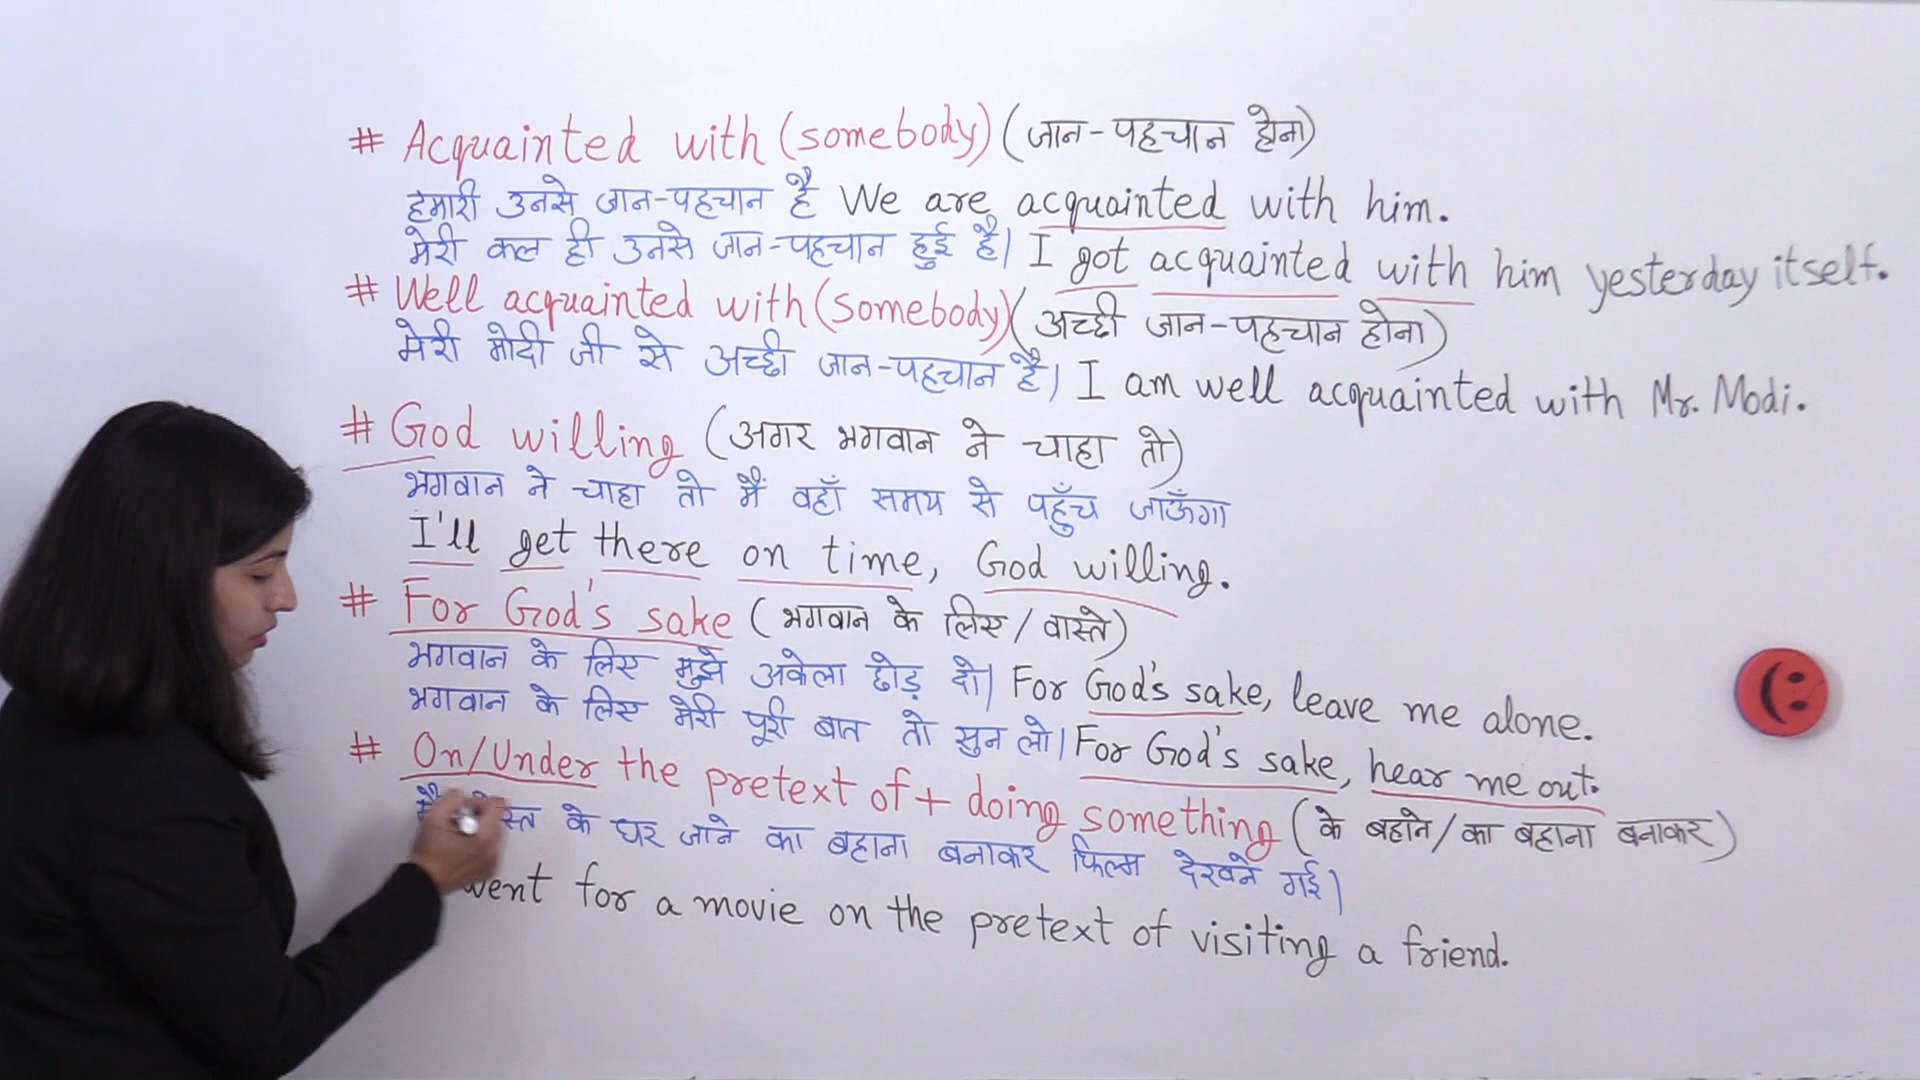 # Acquainted with (somebody) (जान-पहचान होना)
हमारी उनसे जान-पहचान है We are acquainted with him.
मेरी कल ही उनसे जान-पहचान हुई है। I got acquainted with him yesterday itself.
# Well acquainted with (somebody) (अच्छी जान-पहचान होना)
मेरी मोदी जी से अच्छी जान-पहचान है। I am well acquainted with Mr. Modi.
# God willing (अगर भगवान ने चाहा तो)
भगवान ने चाहा तो मैं वहाँ समय से पहुँच जाऊँगा
I'll get there on time, God willing.
# For God's sake (भगवान के लिए/वास्ते)
भगवान के लिए मुझे अकेला छोड़ दो। For God's sake, leave me alone.
भगवान के लिए मेरी पूरी बात तो सुन लो। For God's sake, hear me out.
# On/Under the pretext of + doing something (के बहाने/का बहाना बनाकर)
मैं के घर जाने का बहाना बनाकर फिल्म देखने गई।
went for a movie on the pretext of visiting a friend.